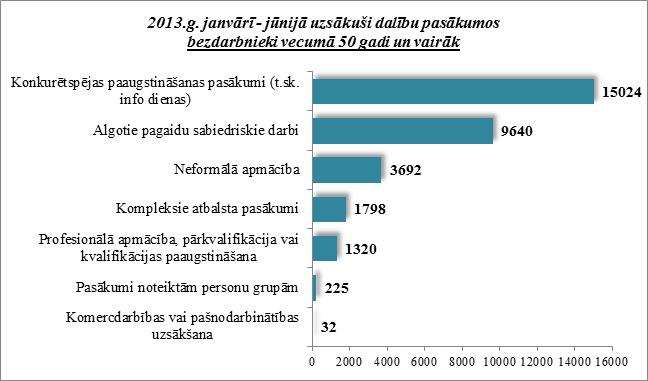 2013.g. janvārī - jūnijā uzsākuši dalību pasākumos
bezdarbnieki vecumā 50 gadi un vairāk
Konkurētspējas paaugstināšanas pasākumi (t.sk.
info dienas)
15024
Algotie pagaidu sabiedriskie darbi
9640
Neformālā apmācība
3692
Kompleksie atbalsta pasākumi
1798
Profesionālā apmācība, pārkvalifikācija vai
kvalifikācijas paaugstināšana
1320
Pasākumi noteiktām personu grupām
225
Komercdarbības vai pašnodarbinātības
uzsākšana
32
0 2000 4000 6000 8000 10000 12000 14000 16000